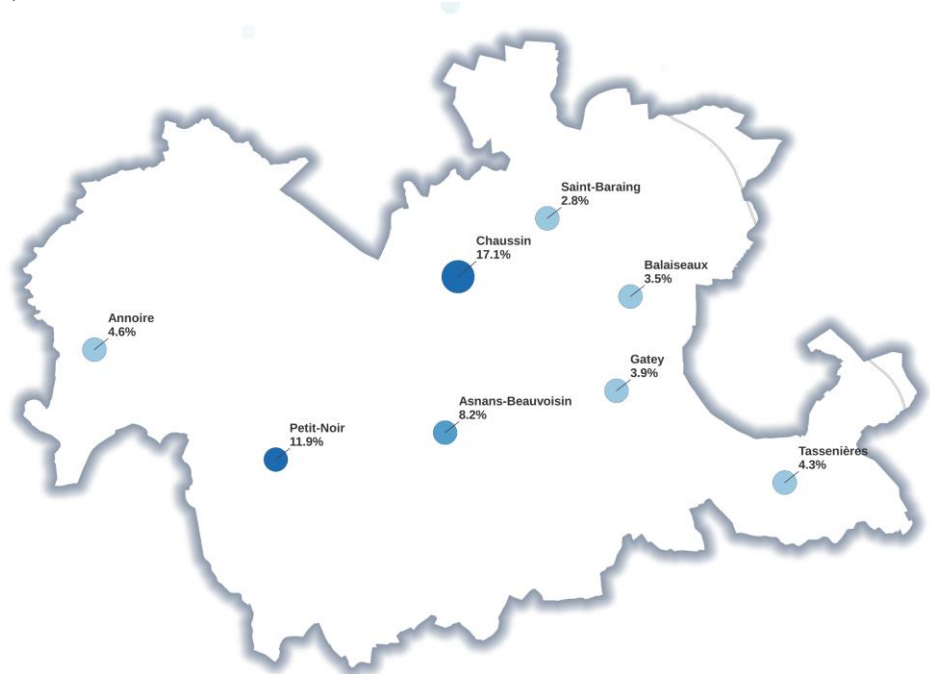 Saint-Baraing
2.8%
Chaussin
17.1%
Balaiseaux
3.5%
Annoire
4.6%
Gatey
3.9%
Asnans-Beauvoisin
8.2%
Petit-Noir
11.9%
Tassenières
4.3%